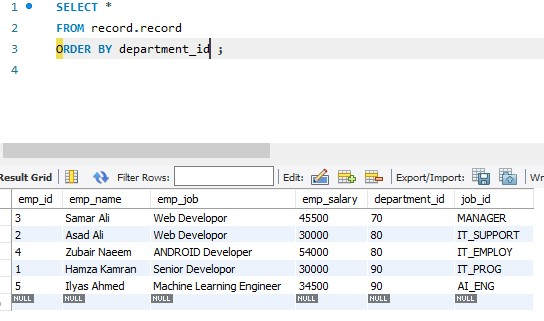 1 SELECT *
2 FROM record.record
3 ORDER BY department_id ;
4
Result Grid Filter Rows: Edit: Export/Import: Wr
emp_id emp_name emp_job emp_salary department_id job_id
3 Samar Ali Web Developor 45500 70 MANAGER
2 Asad Ali Web Developor 30000 80 IT_SUPPORT
4 Zubair Naeem ANDROID Developer 54000 80 IT_EMPLOY
1 Hamza Kamran Senior Developor 30000 90 IT_PROG
5 Ilyas Ahmed Machine Learning Engineer 34500 90 AI_ENG
NULL NULL NULL NULL NULL NULL